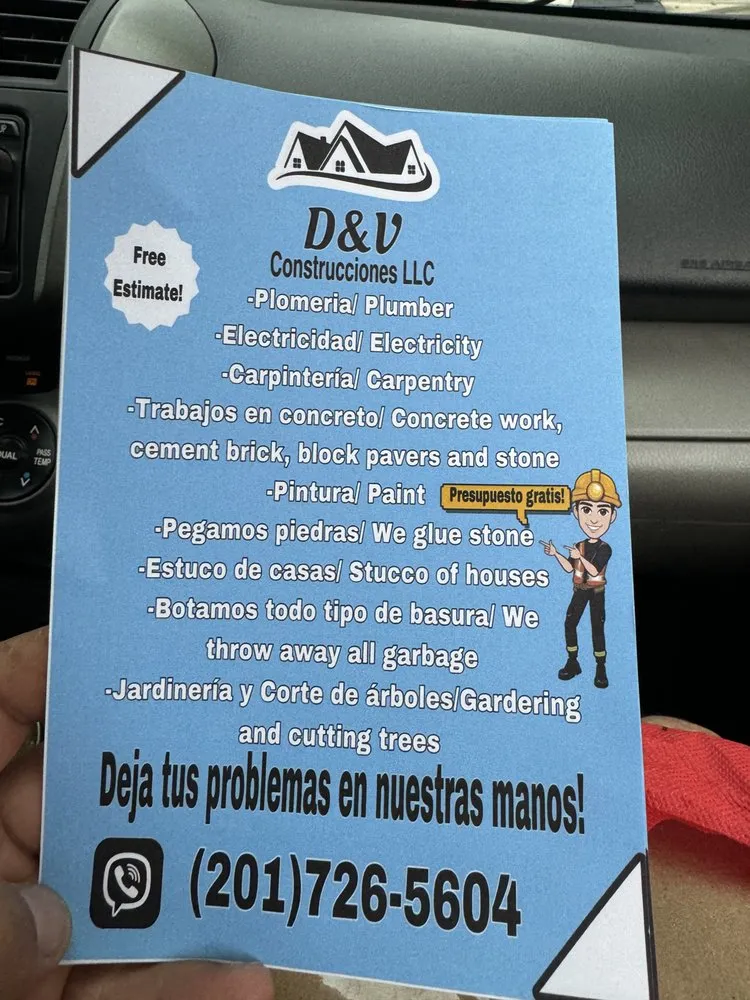 D&V
Construcciones LLC
Free
Estimate!
-Plomeria/ Plumber
-Electricidad/ Electricity
-Carpintería/ Carpentry
-Trabajos en concreto/ Concrete work,
cement brick, block pavers and stone
-Pintura/ Paint
Presupuesto gratis!
-Pegamos piedras/ We glue stone
-Estuco de casas/ Stucco of houses
-Botamos todo tipo de basura/ We
throw away all garbage
-Jardinería y Corte de árboles/Gardering
and cutting trees
Deja tus problemas en nuestras manos!
(201)726-5604
PASS
TEMP